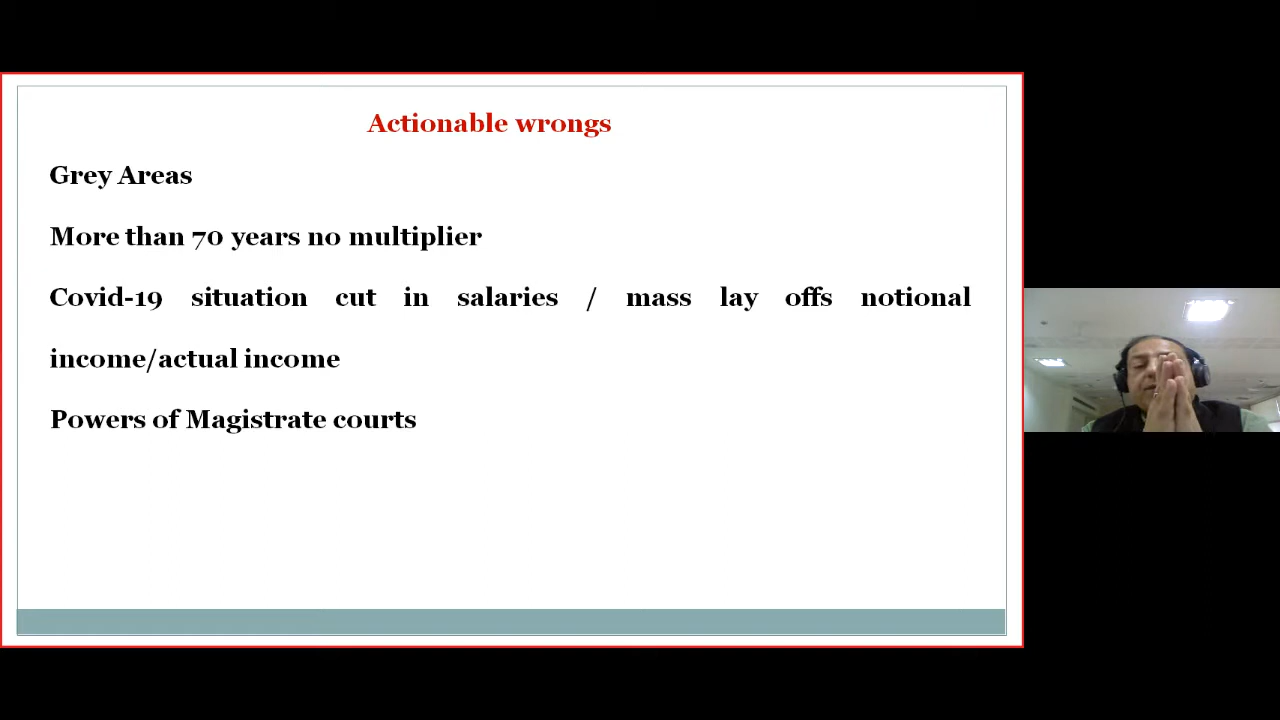 Actionable wrongs
Grey Areas
More than 70 years no multiplier
Covid-19 situation cut in salaries / mass lay offs notional
income/actual income
Powers of Magistrate courts